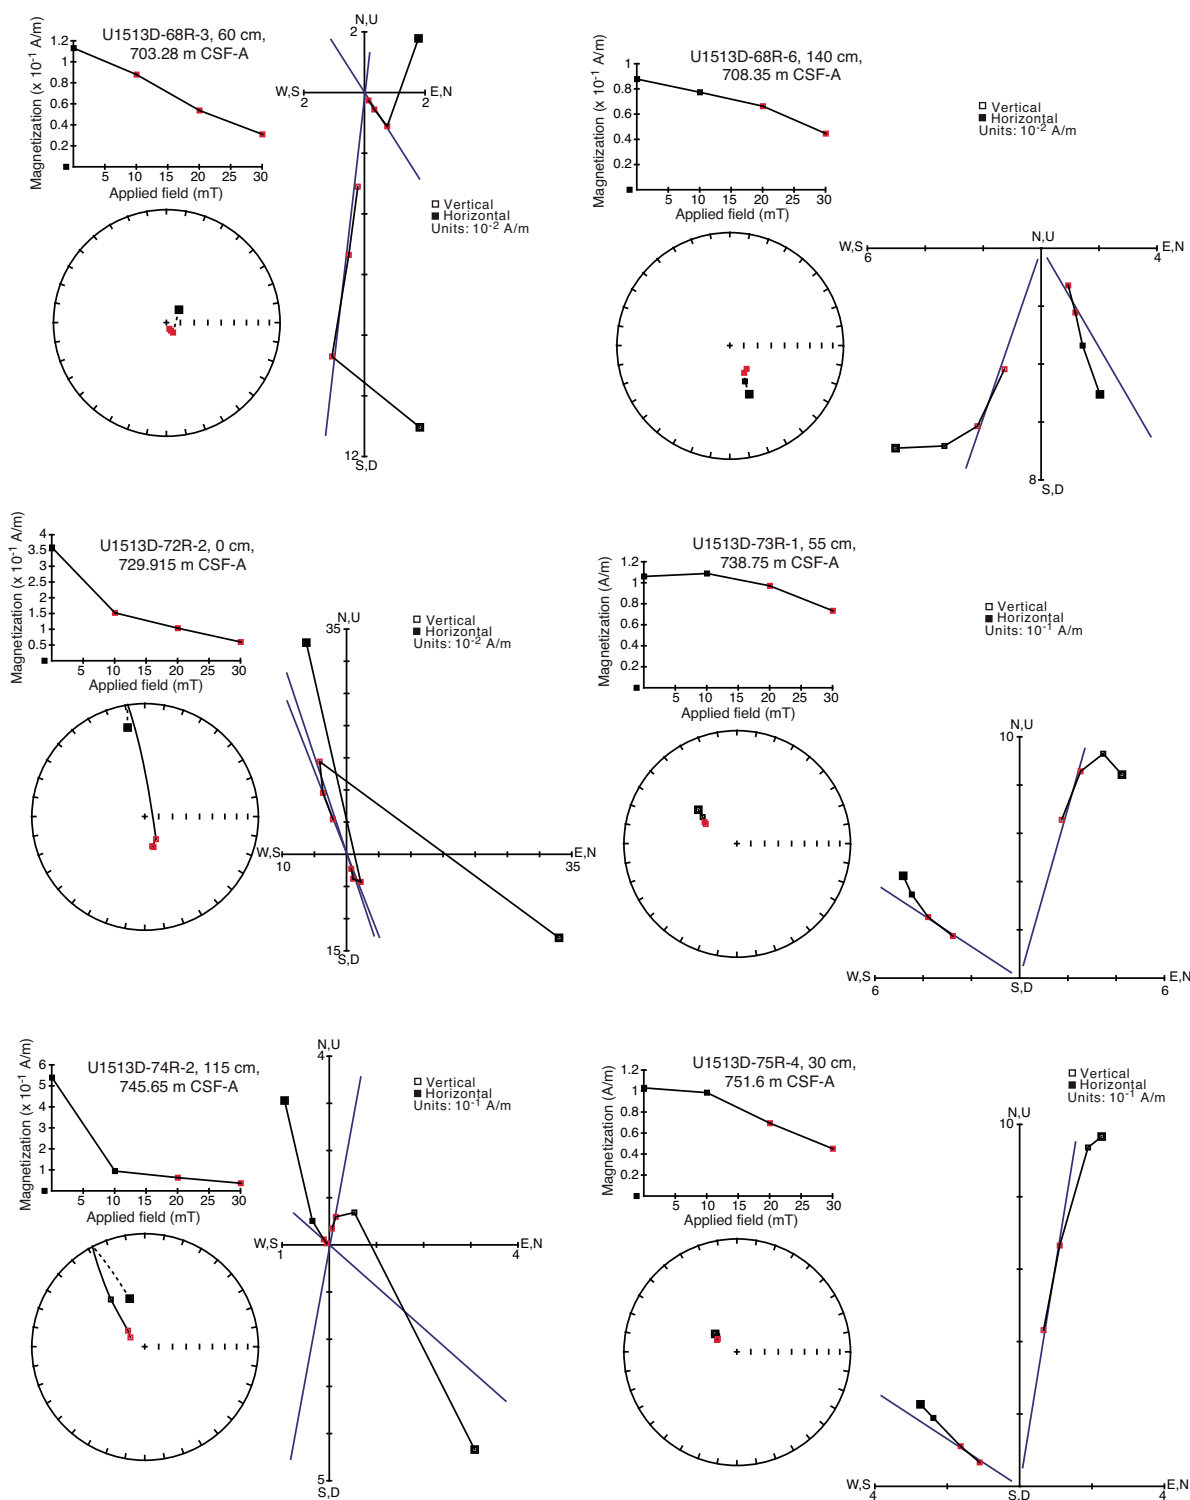 U1513D-68R-3, 60 cm,
703.28 m CSF-A
Magnetization (x 10-1 A/m)
1.2
1
0.8
0.6
0.4
0.2
5 10 15 20 25 30
Applied field (mT)
N,U
2
W,S
2
E,N
2
12
S,D
Vertical
Horizontal
Units: 10-2 A/m
U1513D-68R-6, 140 cm,
708.35 m CSF-A
Magnetization (x 10-1 A/m)
1
0.8
0.6
0.4
0.2
5 10 15 20 25 30
Applied field (mT)
Vertical
Horizontal
Units: 10-2 A/m
N,U
W,S
6
E,N
4
8
S,D
U1513D-72R-2, 0 cm,
729.915 m CSF-A
Magnetization (x 10-1 A/m)
4
3.5
3
2.5
2
1.5
1
0.5
5 10 15 20 25 30
Applied field (mT)
N,U
35
Vertical
Horizontal
Units: 10-2 A/m
W,S
10
E,N
35
15
S,D
U1513D-73R-1, 55 cm,
738.75 m CSF-A
Magnetization (A/m)
1.2
1
0.8
0.6
0.4
0.2
5 10 15 20 25 30
Applied field (mT)
Vertical
Horizontal
Units: 10-1 A/m
N,U
10
W,S
6
S,D
E,N
6
U1513D-74R-2, 115 cm,
745.65 m CSF-A
Magnetization (x 10-1 A/m)
6
5
4
3
2
1
5 10 15 20 25 30
Applied field (mT)
N,U
4
Vertical
Horizontal
Units: 10-1 A/m
W,S
1
E,N
4
5
S,D
U1513D-75R-4, 30 cm,
751.6 m CSF-A
Magnetization (A/m)
1.2
1
0.8
0.6
0.4
0.2
5 10 15 20 25 30
Applied field (mT)
Vertical
Horizontal
Units: 10-1 A/m
N,U
10
W,S
4
S,D
E,N
4